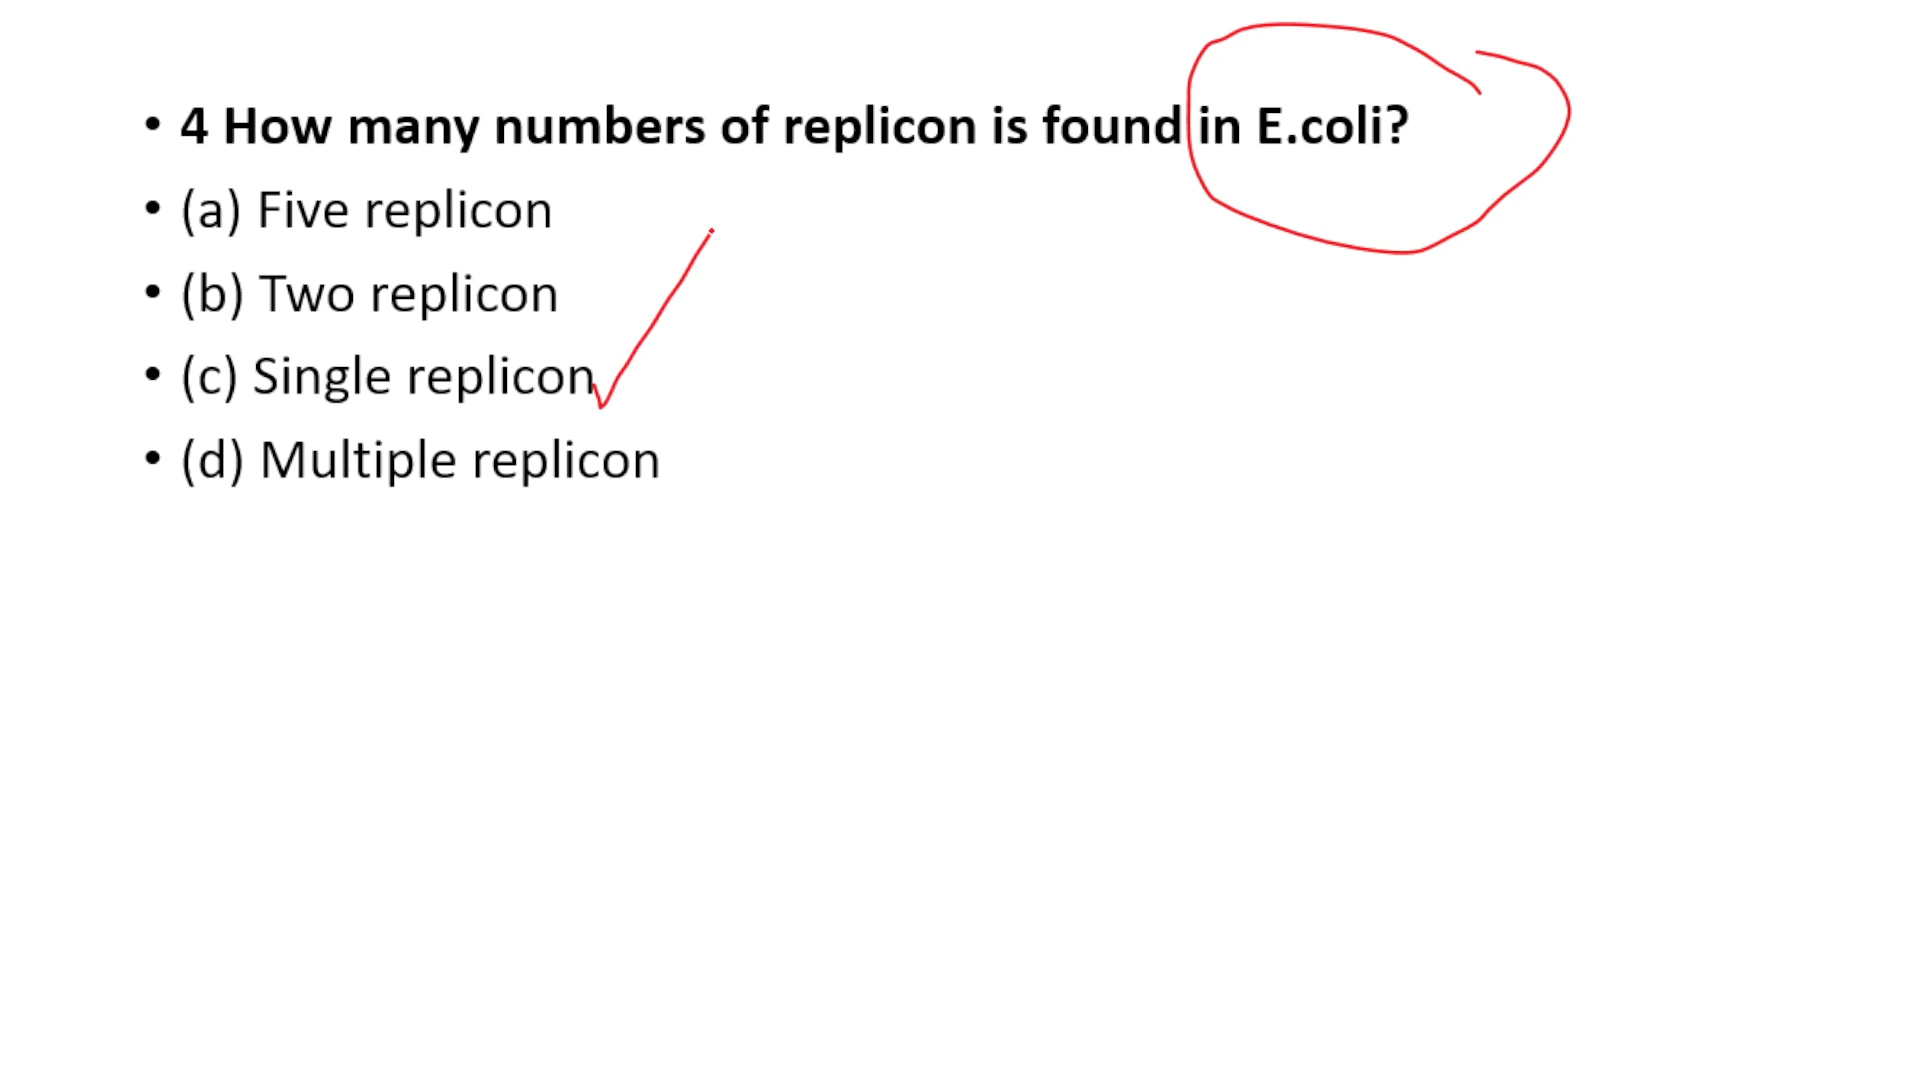 • 4 How many numbers of replicon is found in E.coli?
• (a) Five replicon
• (b) Two replicon
• (c) Single replicon
• (d) Multiple replicon